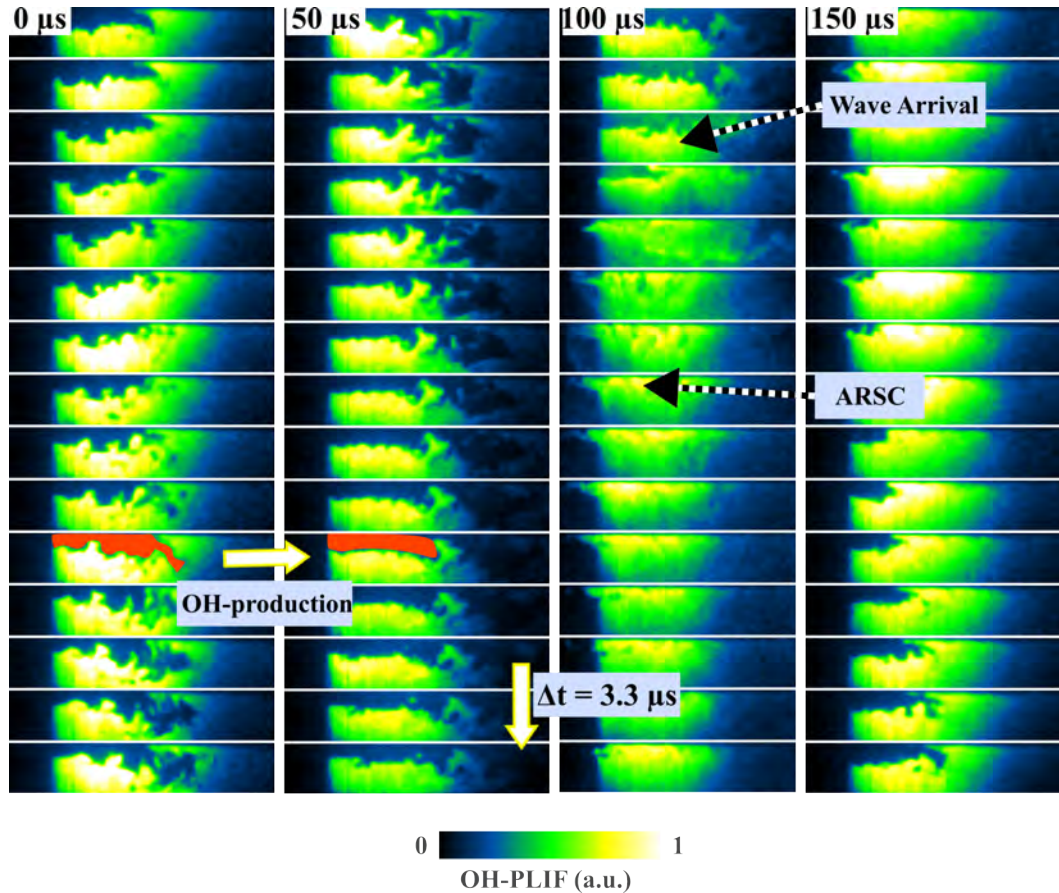 0 μs
50 μs
100 μs
150 μs
Wave Arrival
ARSC
OH-production
Δt = 3.3 μs
0
1
OH-PLIF (a.u.)